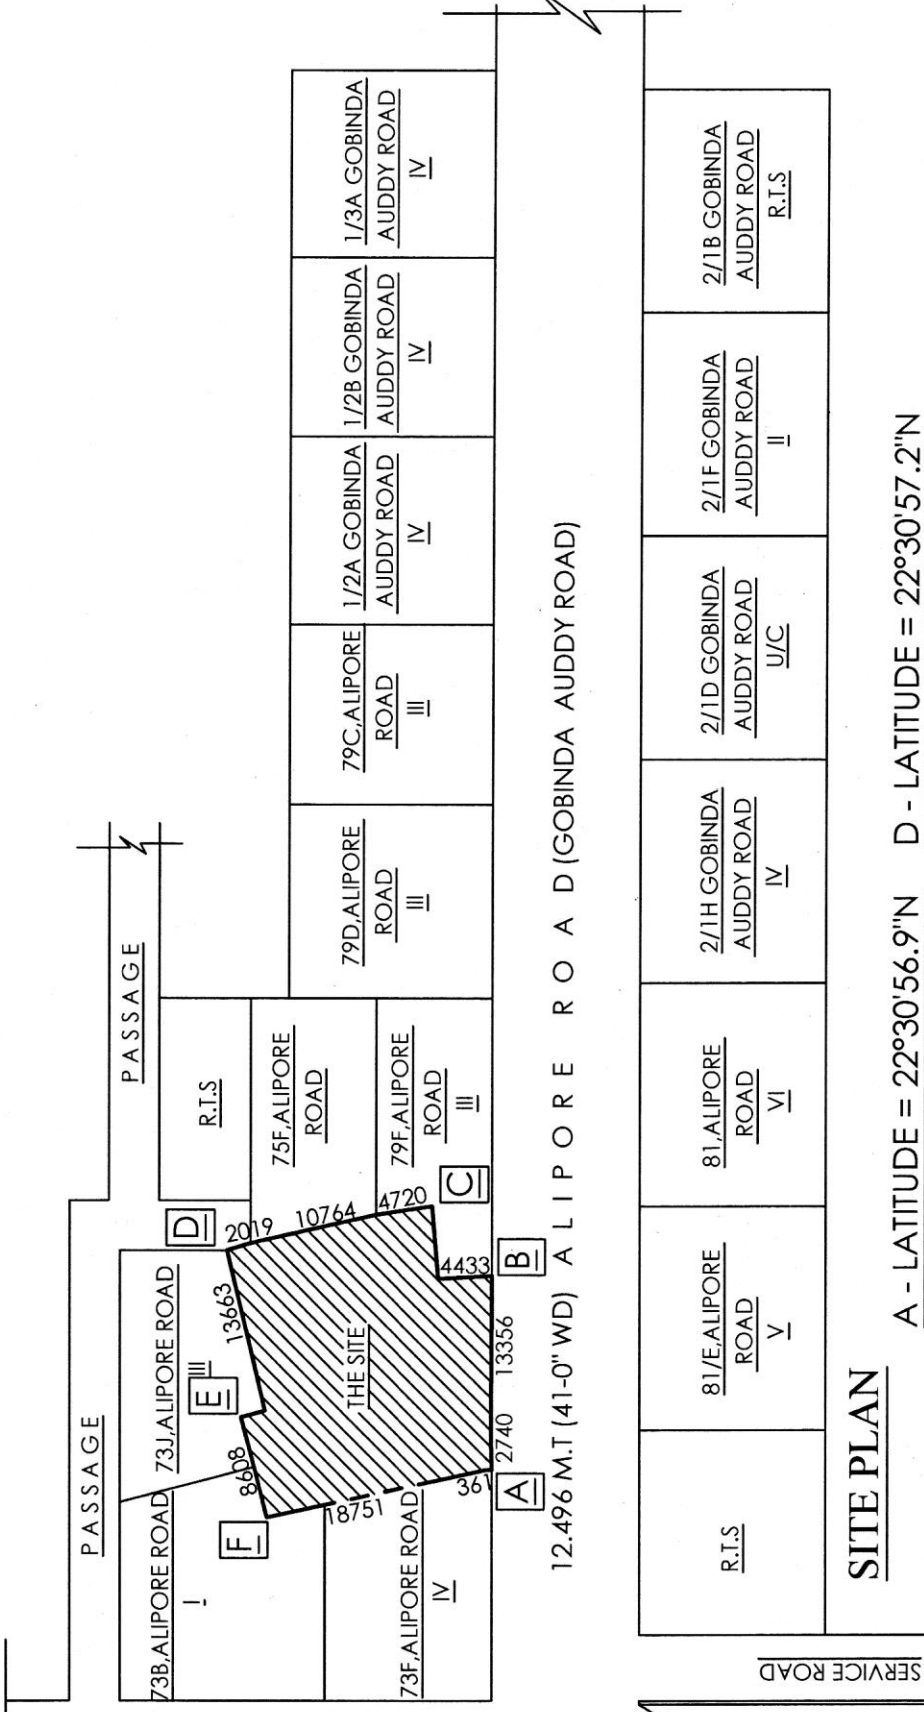 PASSAGE
PASSAGE
73B,ALIPORE ROAD
I
73J,ALIPORE ROAD
III
R.T.S
75F,ALIPORE
ROAD
79F,ALIPORE
ROAD
III
79D,ALIPORE
ROAD
III
79C,ALIPORE
ROAD
III
1/2A GOBINDA
AUDDY ROAD
IV
1/2B GOBINDA
AUDDY ROAD
IV
1/3A GOBINDA
AUDDY ROAD
IV
73F,ALIPORE ROAD
IV
F
8608
E
13663
D
2019
10764
4720
C
THE SITE
18751
361
A
2740
13356
4433
B
12.496 M.T (41-0" WD) ALIPORE ROAD (GOBINDA AUDDY ROAD)
R.T.S
81/E,ALIPORE
ROAD
V
81,ALIPORE
ROAD
VI
2/1H GOBINDA
AUDDY ROAD
IV
2/1D GOBINDA
AUDDY ROAD
U/C
2/1F GOBINDA
AUDDY ROAD
II
2/1B GOBINDA
AUDDY ROAD
R.T.S
SERVICE ROAD
SITE PLAN
A - LATITUDE = 22°30'56.9"N D - LATITUDE = 22°30'57.2"N